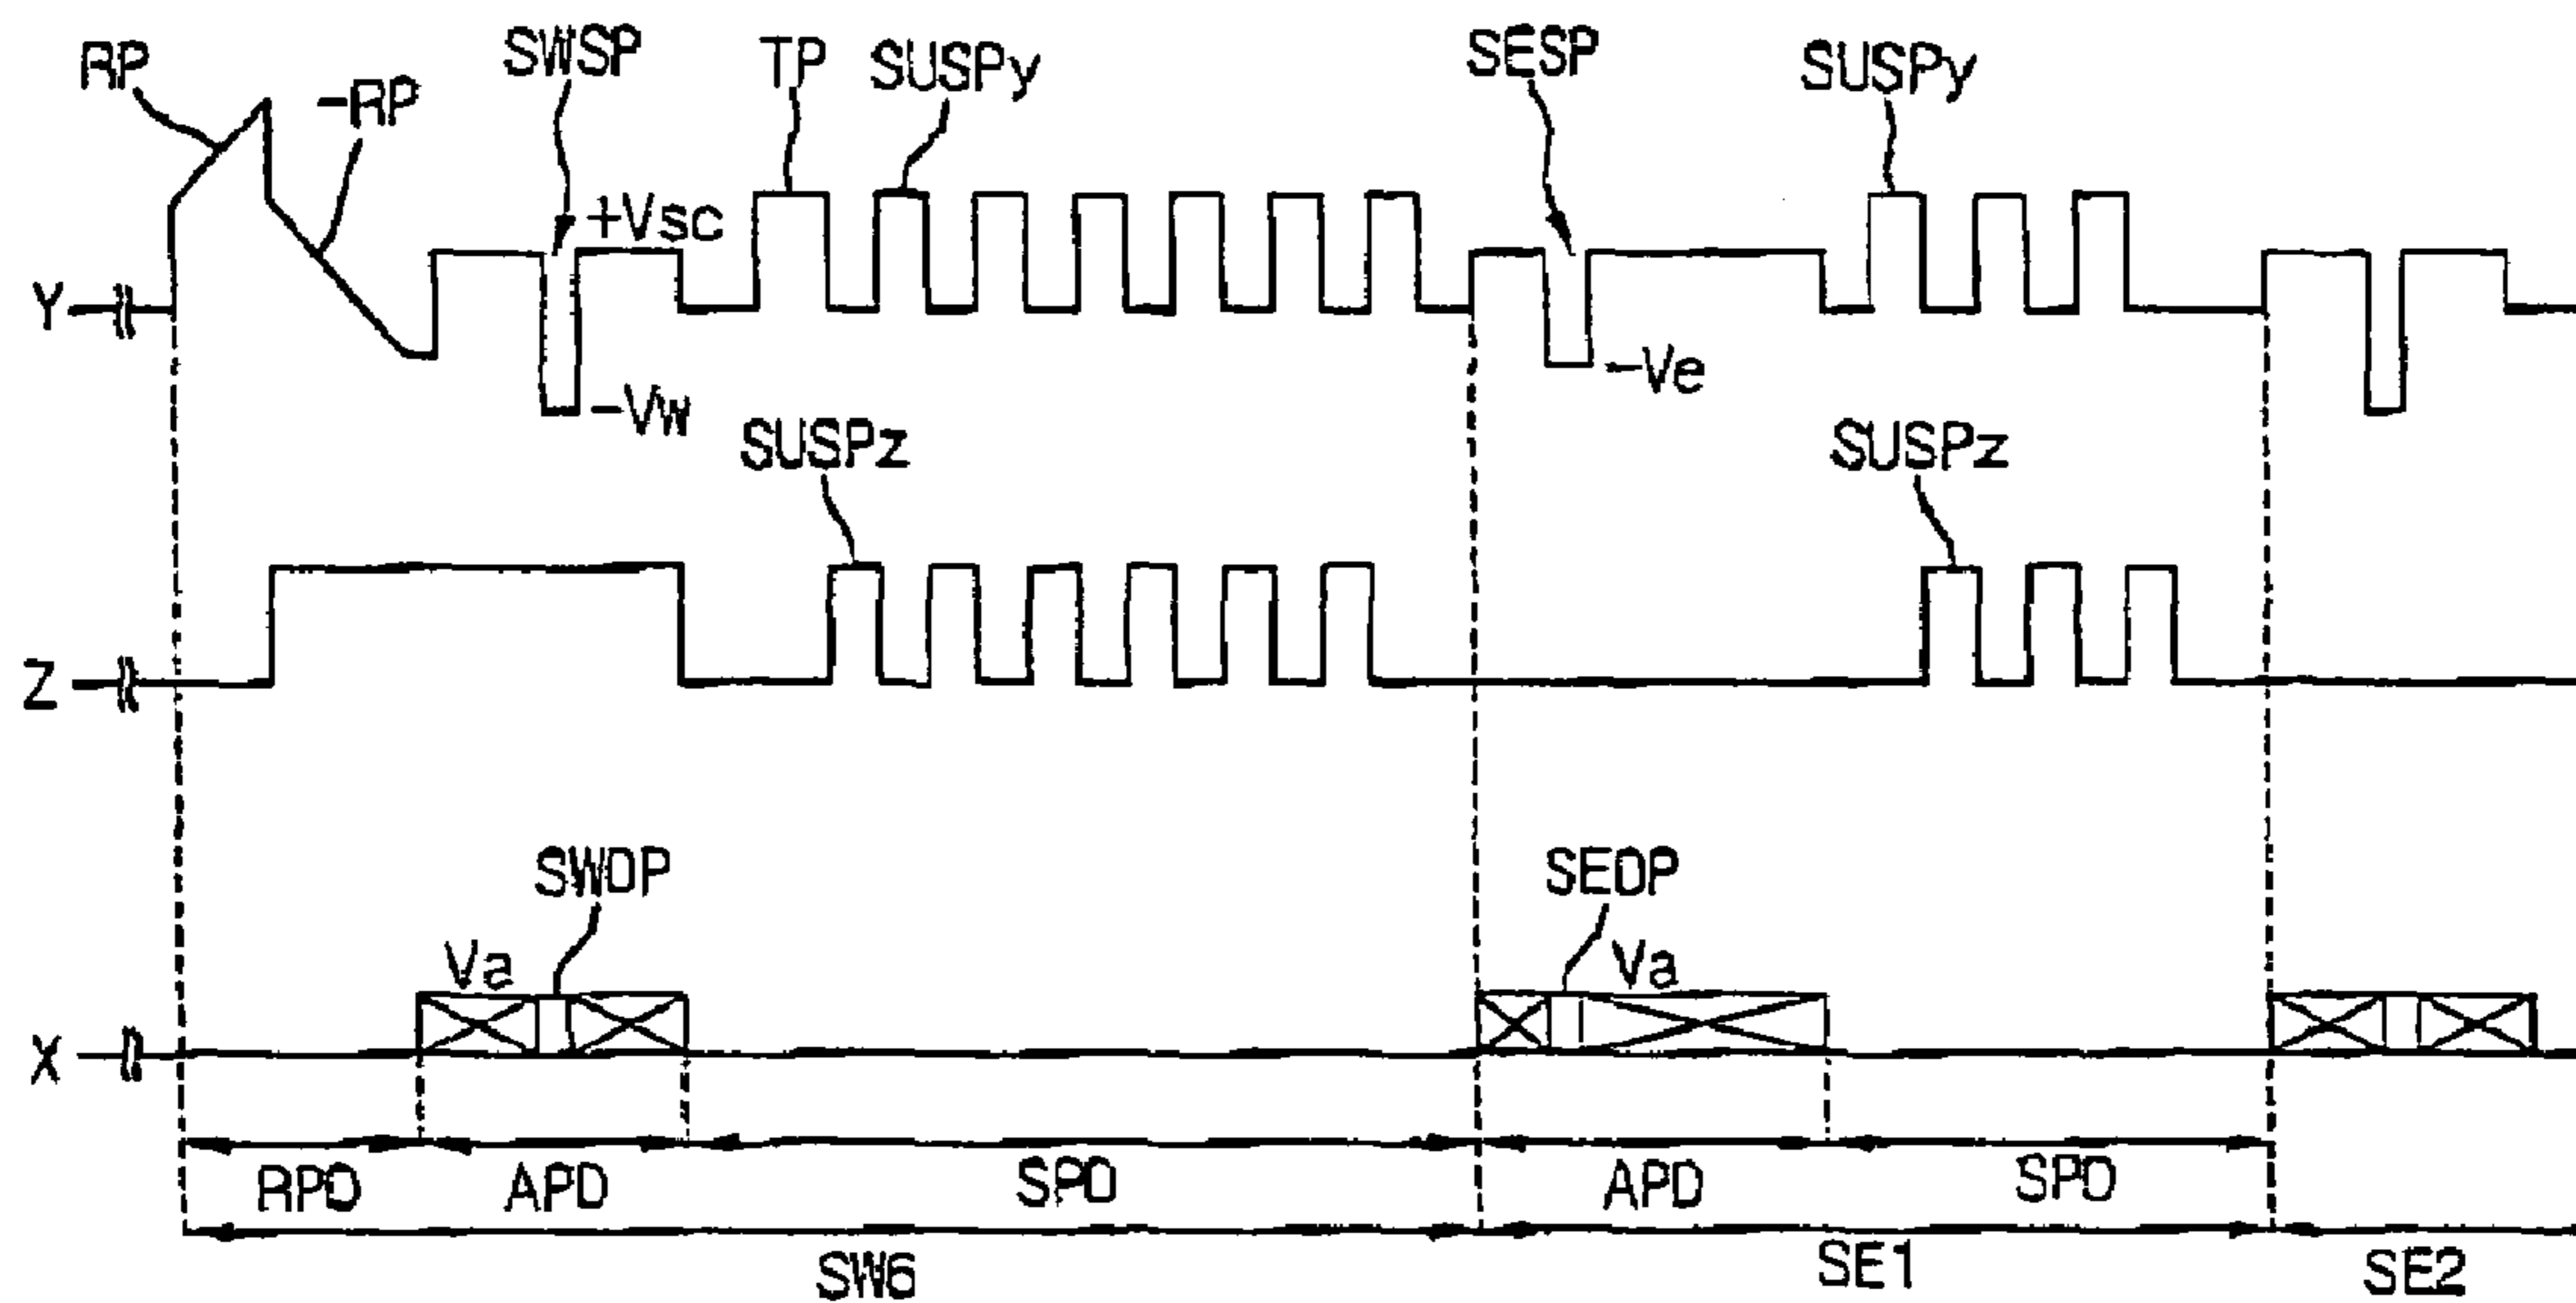 RP
-RP
SWSP
TP
SUSPy
SESP
SUSPy
+Vsc
Y
-Vw
-Ve
SUSPz
SUSPz
Z
SWDP
SEDP
Va
Va
X
RPD
APD
SPD
APD
SPD
SW6
SE1
SE2